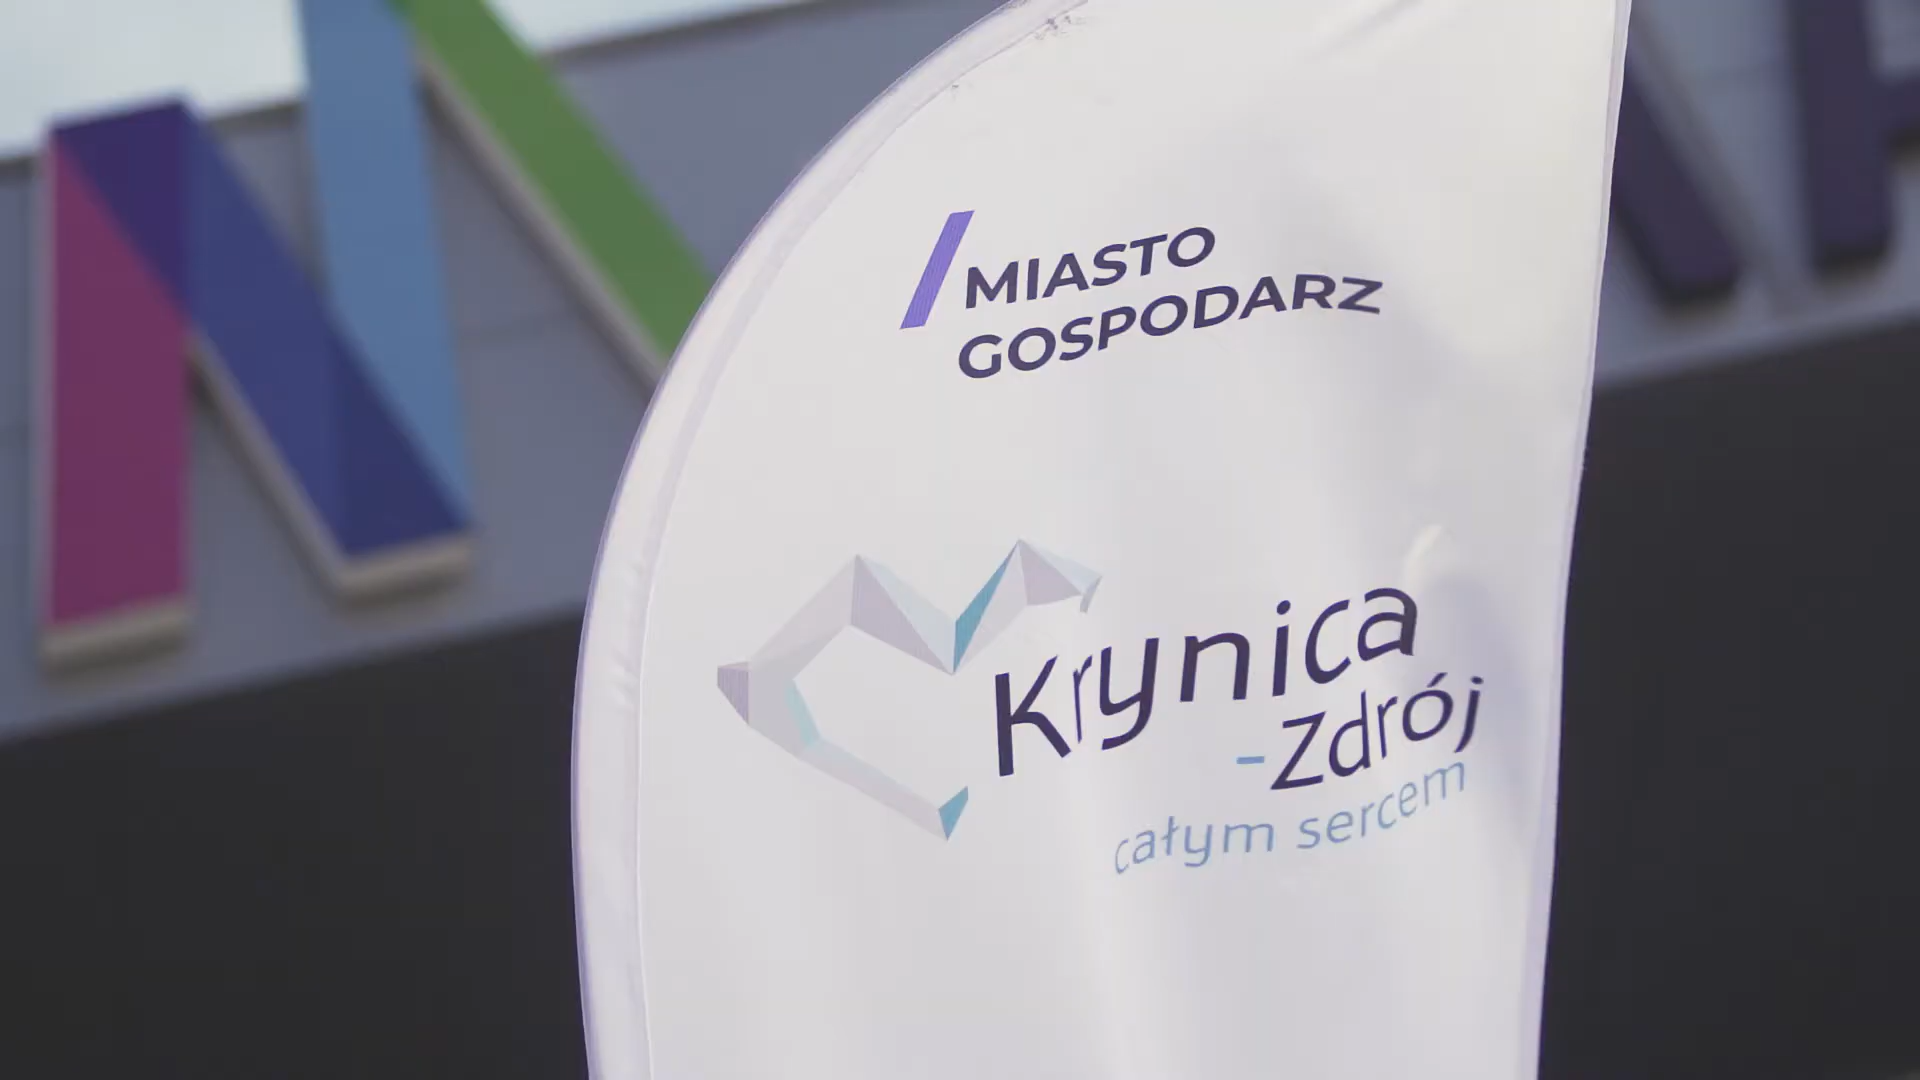 MIASTO
GOSPODARZ
Krynica
-Zdrój
całym sercem